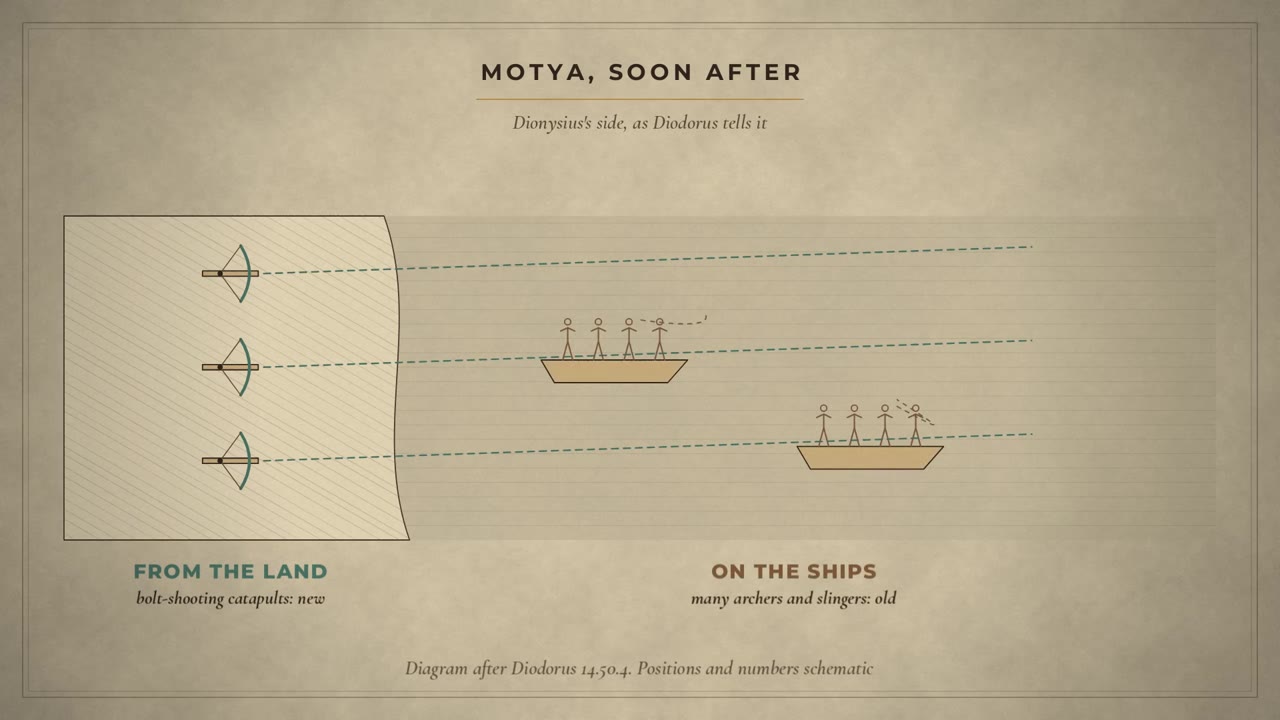 MOTYA, SOON AFTER
Dionysius's side, as Diodorus tells it
FROM THE LAND
bolt-shooting catapults: new
ON THE SHIPS
many archers and slingers: old
Diagram after Diodorus 14.50.4. Positions and numbers schematic